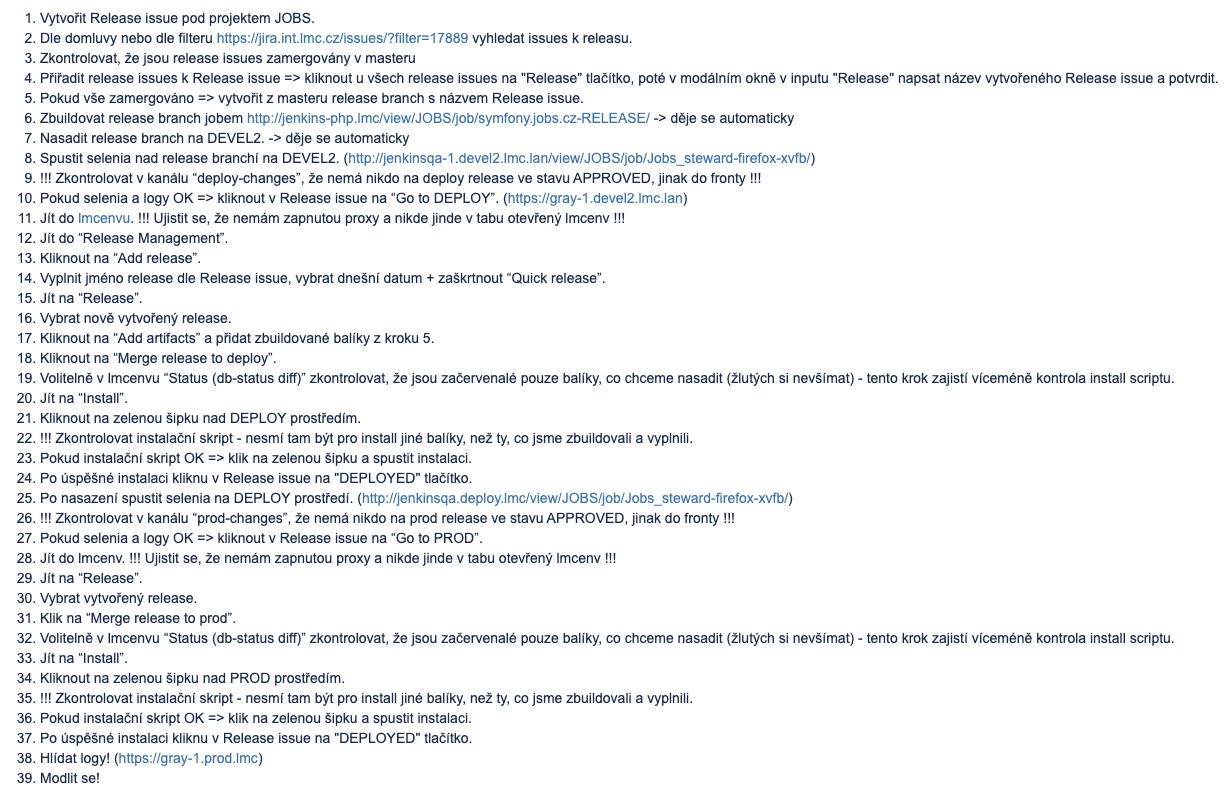 1. Vytvořit Release issue pod projektem JOBS.
2. Dle domluvy nebo dle filteru https://jira.int.lmc.cz/issues/?filter=17889 vyhledat issues k releasu.
3. Zkontrolovat, že jsou release issues zamergovány v masteru
4. Přiřadit release issues k Release issue => kliknout u všech release issues na "Release" tlačítko, poté v modálním okně v inputu "Release" napsat název vytvořeného Release issue a potvrdit.
5. Pokud vše zamergováno => vytvořit z masteru release branch s názvem Release issue.
6. Zbuildovat release branch jobem http://jenkins-php.lmc/view/JOBS/job/symfony.jobs.cz-RELEASE/ -> děje se automaticky
7. Nasadit release branch na DEVEL2. -> děje se automaticky
8. Spustit selenia nad release branchí na DEVEL2. (http://jenkinsqa-1.devel2.lmc.lan/view/JOBS/job/Jobs_steward-firefox-xvfb/)
9. !!! Zkontrolovat v kanálu “deploy-changes”, že nemá nikdo na deploy release ve stavu APPROVED, jinak do fronty !!!
10. Pokud selenia a logy OK => kliknout v Release issue na “Go to DEPLOY”. (https://gray-1.devel2.lmc.lan)
11. Jít do lmcenvu. !!! Ujistit se, že nemám zapnutou proxy a nikde jinde v tabu otevřený lmcenv !!!
12. Jít do “Release Management”.
13. Kliknout na “Add release”.
14. Vyplnit jméno release dle Release issue, vybrat dnešní datum + zaškrtnout “Quick release”.
15. Jít na “Release”.
16. Vybrat nově vytvořený release.
17. Kliknout na “Add artifacts” a přidat zbuildované balíky z kroku 5.
18. Kliknout na “Merge release to deploy”.
19. Volitelně v lmcenvu “Status (db-status diff)” zkontrolovat, že jsou začervenalé pouze balíky, co chceme nasadit (žlutých si nevšímat) - tento krok zajistí víceméně kontrola install scriptu.
20. Jít na “Install”.
21. Kliknout na zelenou šipku nad DEPLOY prostředím.
22. !!! Zkontrolovat instalační skript - nesmí tam být pro install jiné balíky, než ty, co jsme zbuildovali a vyplnili.
23. Pokud instalační skript OK => klik na zelenou šipku a spustit instalaci.
24. Po úspěšné instalaci kliknu v Release issue na "DEPLOYED" tlačítko.
25. Po nasazení spustit selenia na DEPLOY prostředí. (http://jenkinsqa.deploy.lmc/view/JOBS/job/Jobs_steward-firefox-xvfb/)
26. !!! Zkontrolovat v kanálu “prod-changes”, že nemá nikdo na prod release ve stavu APPROVED, jinak do fronty !!!
27. Pokud selenia a logy OK => kliknout v Release issue na “Go to PROD”.
28. Jít do lmcenv. !!! Ujistit se, že nemám zapnutou proxy a nikde jinde v tabu otevřený lmcenv !!!
29. Jít na “Release”.
30. Vybrat vytvořený release.
31. Klik na “Merge release to prod”.
32. Volitelně v lmcenvu “Status (db-status diff)” zkontrolovat, že jsou začervenalé pouze balíky, co chceme nasadit (žlutých si nevšímat) - tento krok zajistí víceméně kontrola install scriptu.
33. Jít na “Install”.
34. Kliknout na zelenou šipku nad PROD prostředím.
35. !!! Zkontrolovat instalační skript - nesmí tam být pro install jiné balíky, než ty, co jsme zbuildovali a vyplnili.
36. Pokud instalační skript OK => klik na zelenou šipku a spustit instalaci.
37. Po úspěšné instalaci kliknu v Release issue na "DEPLOYED" tlačítko.
38. Hlídat logy! (https://gray-1.prod.lmc)
39. Modlit se!